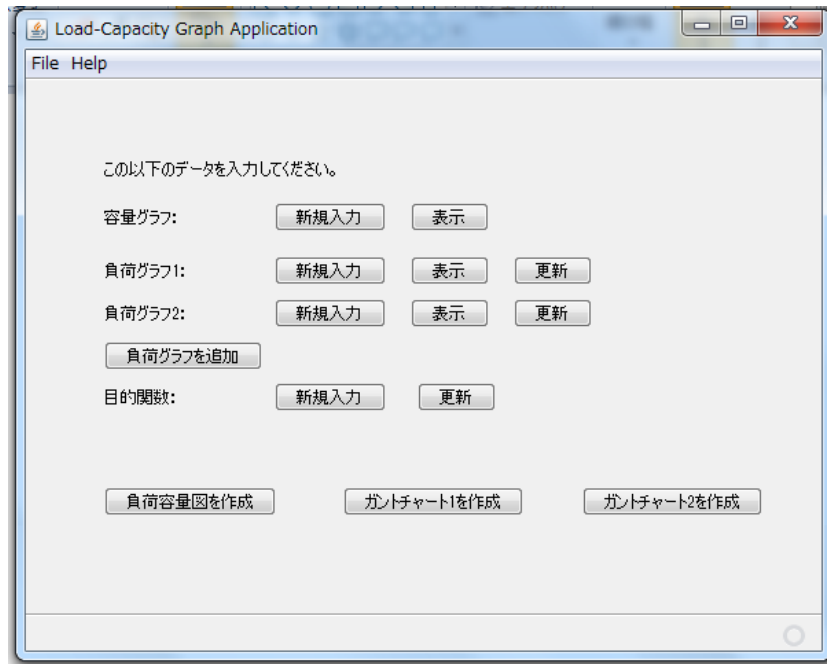 Load-Capacity Graph Application
File Help
この以下のデータを入力してください。
容量グラフ: 新規入力 表示
負荷グラフ1: 新規入力 表示 更新
負荷グラフ2: 新規入力 表示 更新
負荷グラフを追加
目的関数: 新規入力 更新
負荷容量図を作成 ガントチャート1を作成 ガントチャート2を作成